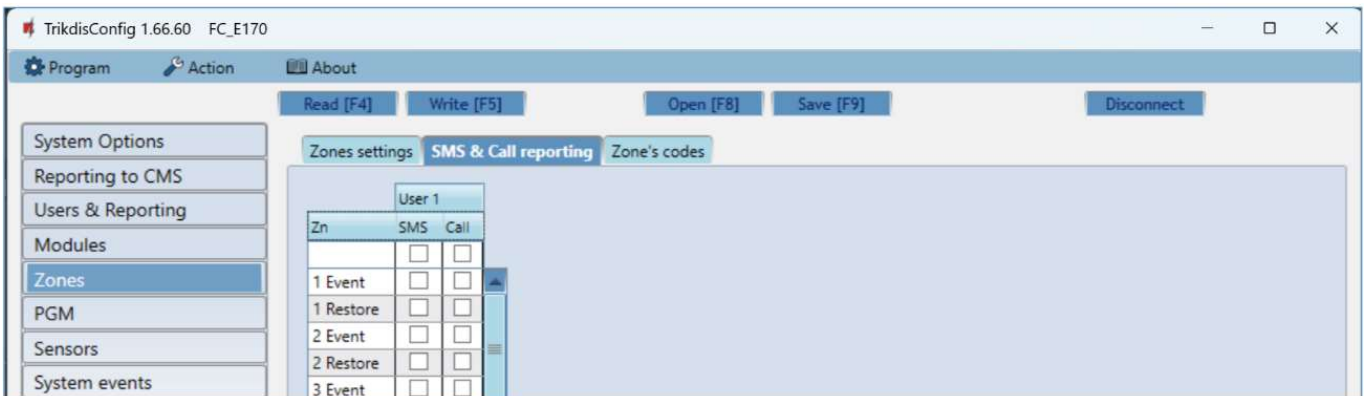 TrikdisConfig 1.66.60 FC_E170
Program Action About
Read [F4] Write [F5] Open [F8] Save [F9] Disconnect
System Options
Reporting to CMS
Users & Reporting
Modules
Zones
PGM
Sensors
System events
Zones settings SMS & Call reporting Zone's codes
User 1
Zn SMS Call
1 Event
1 Restore
2 Event
2 Restore
3 Event